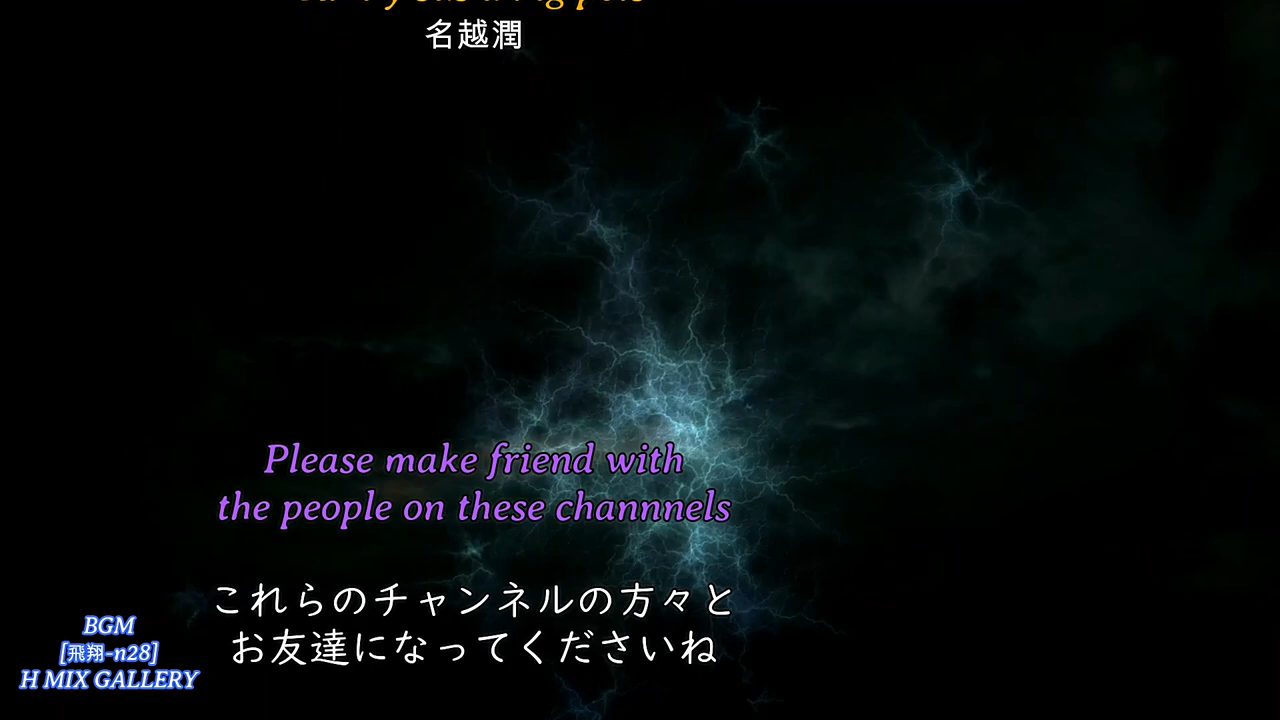 名越潤
Please make friend with
the people on these channnels
これらのチャンネルの方々と
お友達になってくださいね
BGM
[飛翔-n28]
H MIX GALLERY